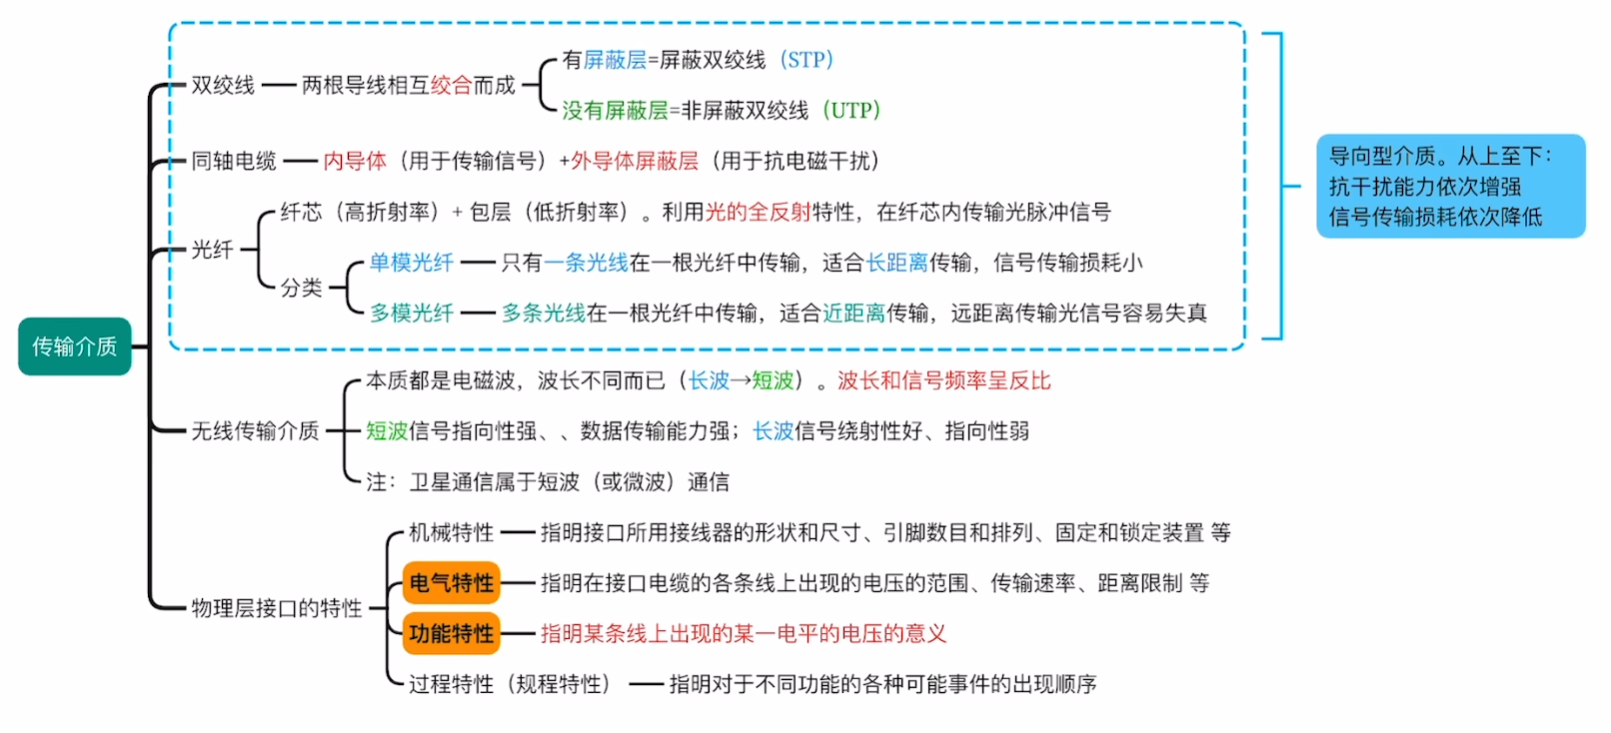 传输介质
双绞线
两根导线相互绞合而成
有屏蔽层=屏蔽双绞线（STP）
没有屏蔽层=非屏蔽双绞线（UTP）
同轴电缆
内导体（用于传输信号）+外导体屏蔽层（用于抗电磁干扰）
光纤
纤芯（高折射率）+ 包层（低折射率）。利用光的全反射特性，在纤芯内传输光脉冲信号
分类
单模光纤
只有一条光线在一根光纤中传输，适合长距离传输，信号传输损耗小
多模光纤
多条光线在一根光纤中传输，适合近距离传输，远距离传输光信号容易失真
导向型介质。从上至下：
抗干扰能力依次增强
信号传输损耗依次降低
无线传输介质
本质都是电磁波，波长不同而已（长波→短波）。波长和信号频率呈反比
短波信号指向性强、、数据传输能力强；长波信号绕射性好、指向性弱
注：卫星通信属于短波（或微波）通信
物理层接口的特性
机械特性
指明接口所用接线器的形状和尺寸、引脚数目和排列、固定和锁定装置 等
电气特性
指明在接口电缆的各条线上出现的电压的范围、传输速率、距离限制 等
功能特性
指明某条线上出现的某一电平的电压的意义
过程特性（规程特性）
指明对于不同功能的各种可能事件的出现顺序